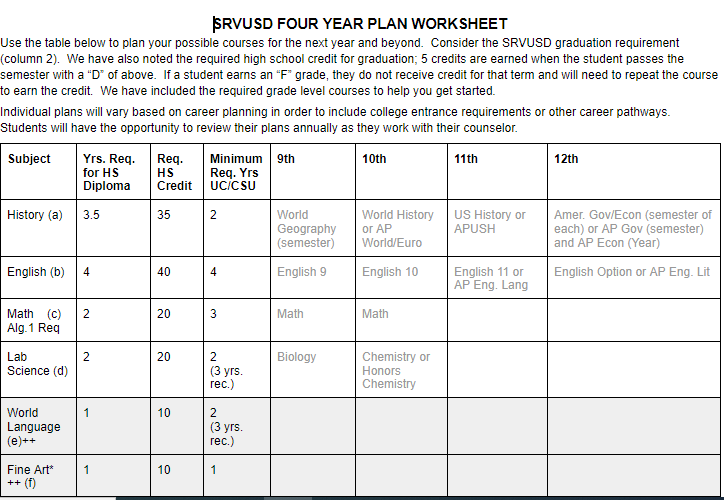 SRVUSD FOUR YEAR PLAN WORKSHEET
Use the table below to plan your possible courses for the next year and beyond.  Consider the SRVUSD graduation requirement
(column 2).  We have also noted the required high school credit for graduation; 5 credits are earned when the student passes the
semester with a “D” of above.  If a student earns an “F” grade, they do not receive credit for that term and will need to repeat the course
to earn the credit.  We have included the required grade level courses to help you get started.
Individual plans will vary based on career planning in order to include college entrance requirements or other career pathways.
Students will have the opportunity to review their plans annually as they work with their counselor.
Subject
Yrs. Req.
for HS
Diploma
Req.
HS
Credit
Minimum
Req. Yrs
UC/CSU
9th
10th
11th
12th
History (a)
3.5
35
2
World
Geography
(semester)
World History
or AP
World/Euro
US History or
APUSH
Amer. Gov/Econ (semester of
each) or AP Gov (semester)
and AP Econ (Year)
English (b)
4
40
4
English 9
English 10
English 11 or
AP Eng. Lang
English Option or AP Eng. Lit
Math (c)
Alg.1 Req
2
20
3
Math
Math
Lab
Science (d)
2
20
2
(3 yrs.
rec.)
Biology
Chemistry or
Honors
Chemistry
World
Language
(e)++
1
10
2
(3 yrs.
rec.)
Fine Art*
++ (f)
1
10
1